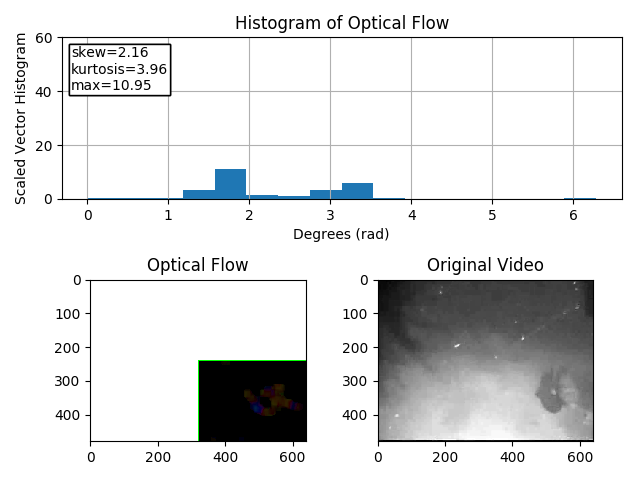 Histogram of Optical Flow
Scaled Vector Histogram
60
40
20
0
skew=2.16
kurtosis=3.96
max=10.95
0 1 2 3 4 5 6
Degrees (rad)
Optical Flow
0
100
200
300
400
0 200 400 600
Original Video
0
100
200
300
400
0 200 400 600